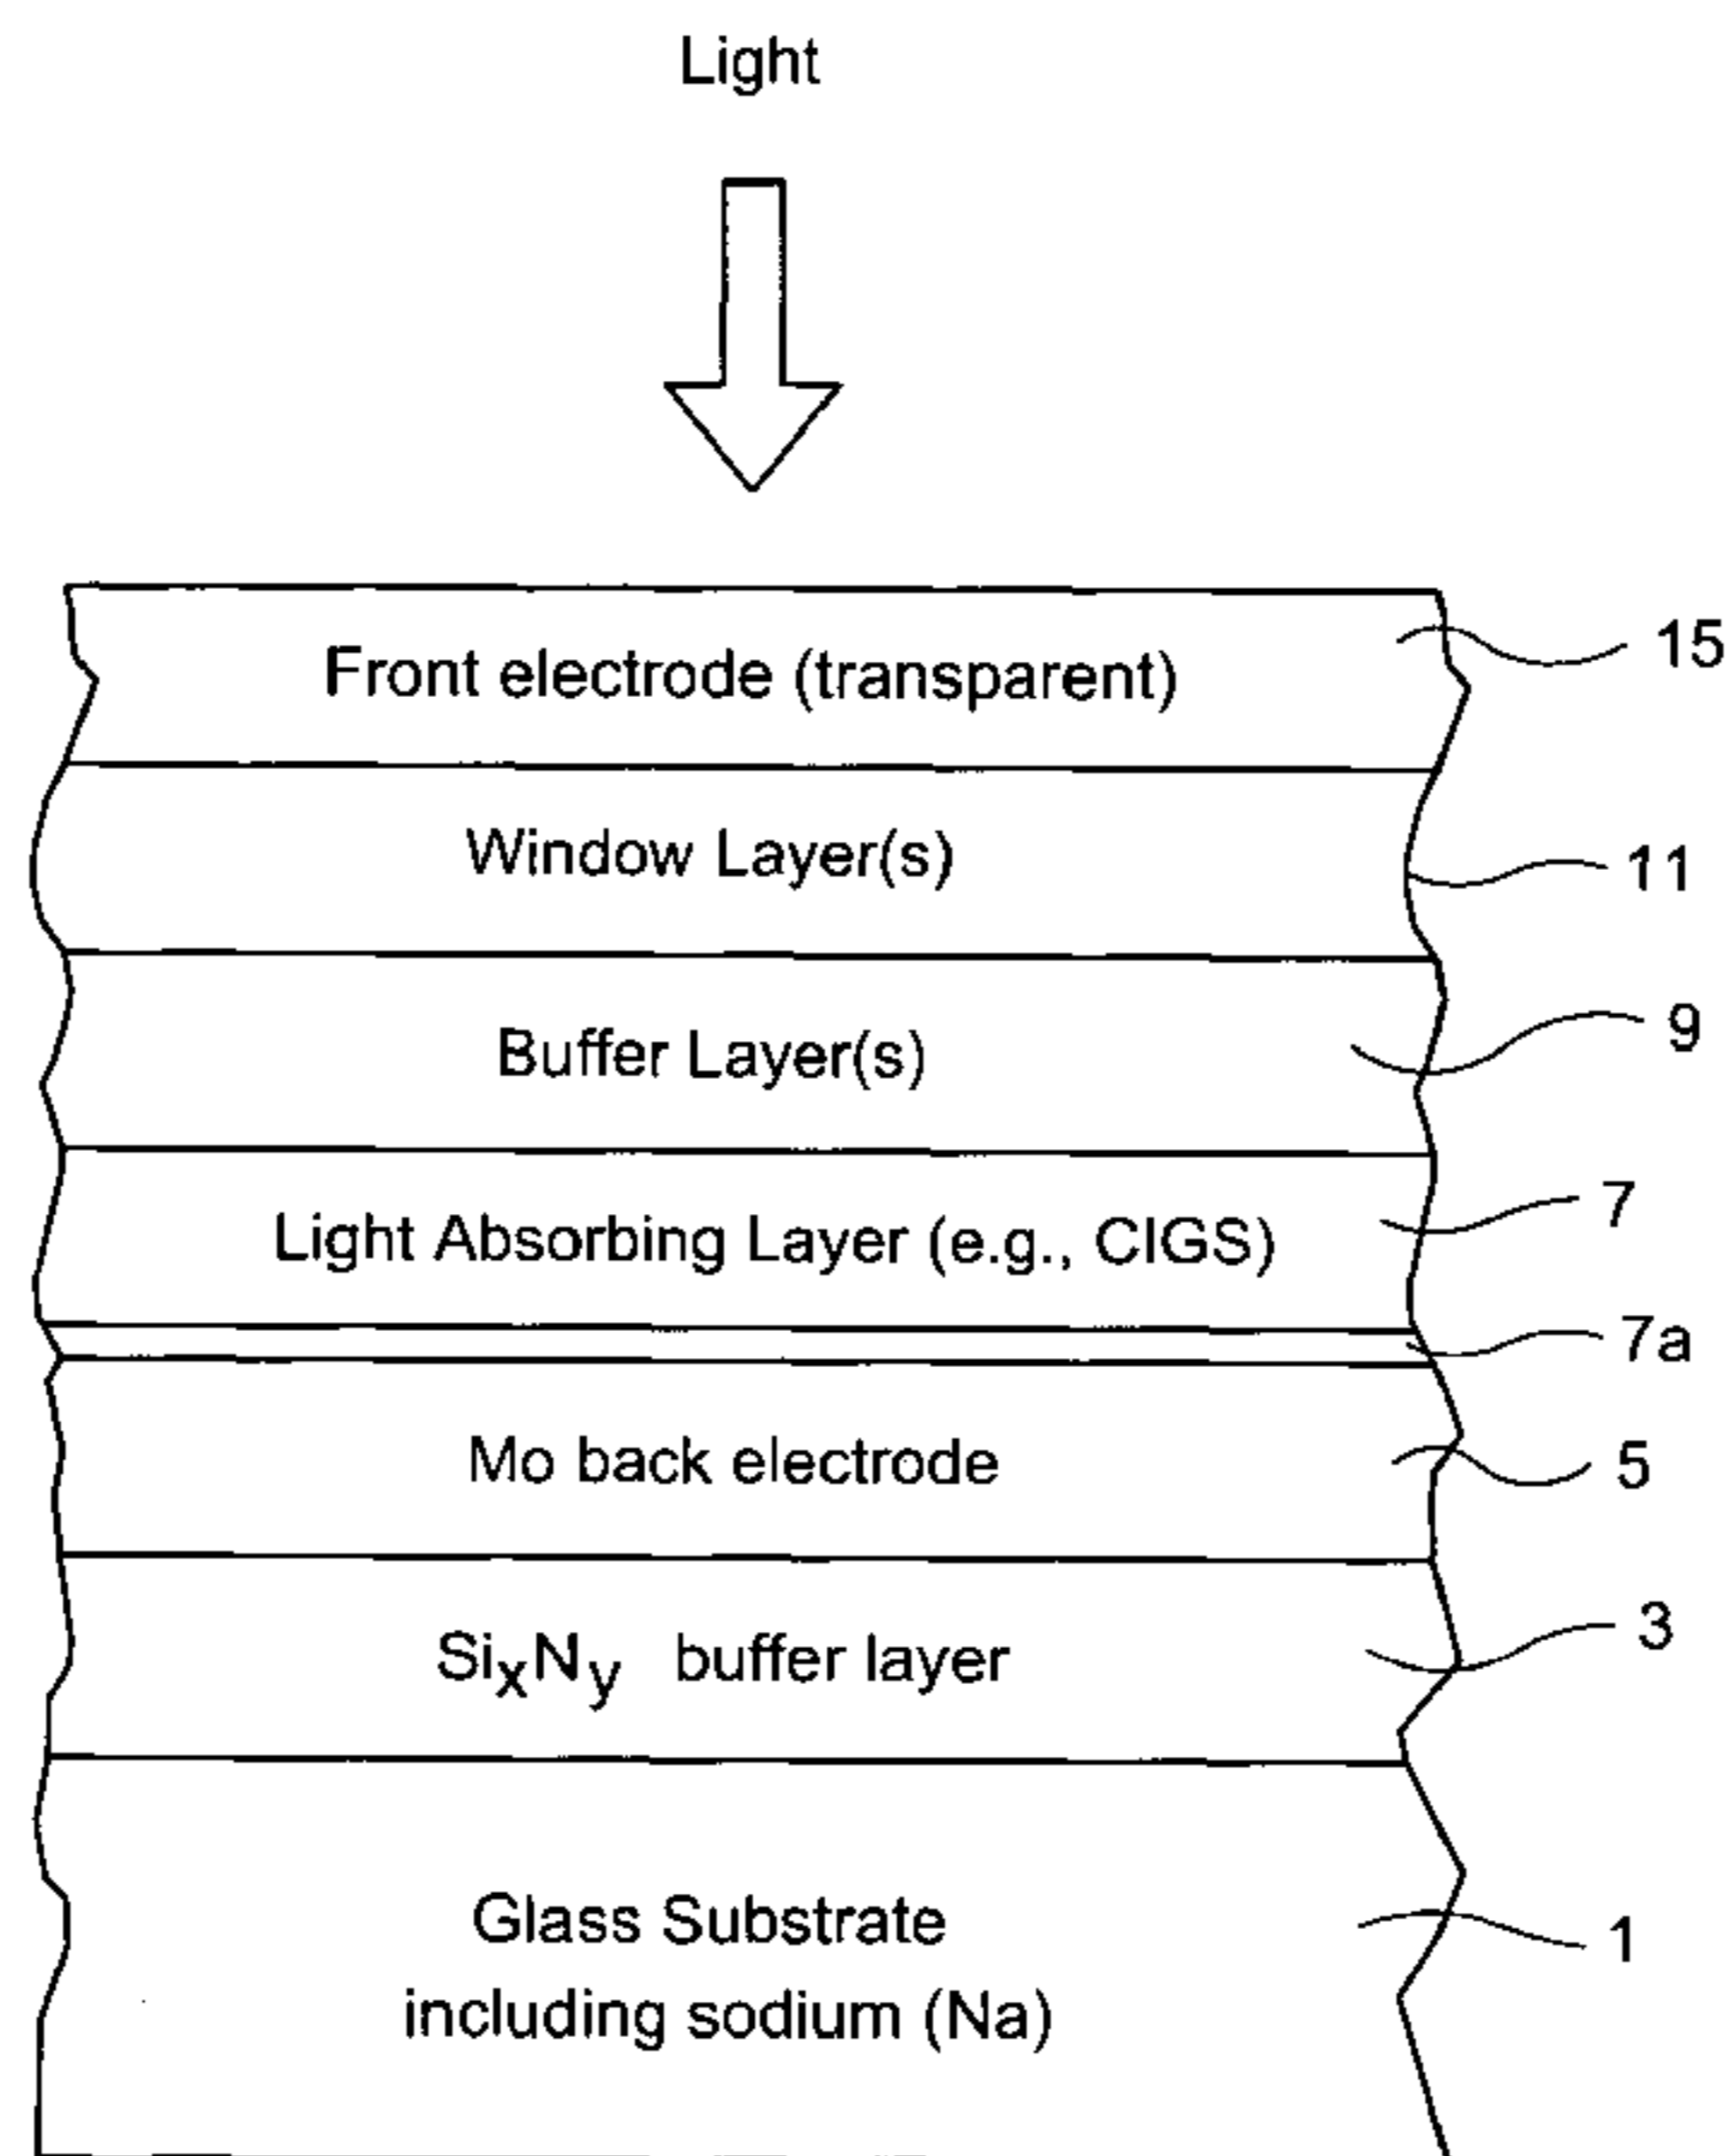 Light
Front electrode (transparent)
15
Window Layer(s)
11
Buffer Layer(s)
9
Light Absorbing Layer (e.g., CIGS)
7
7a
Mo back electrode
5
SixNy buffer layer
3
Glass Substrate
including sodium (Na)
1